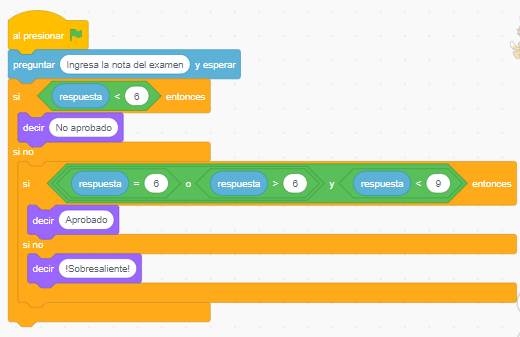 al presionar
preguntar Ingresa la nota del examen y esperar
si respuesta < 6 entonces
decir No aprobado
si no
si respuesta = 6 o respuesta > 6 y respuesta < 9 entonces
decir Aprobado
si no
decir !Sobresaliente!